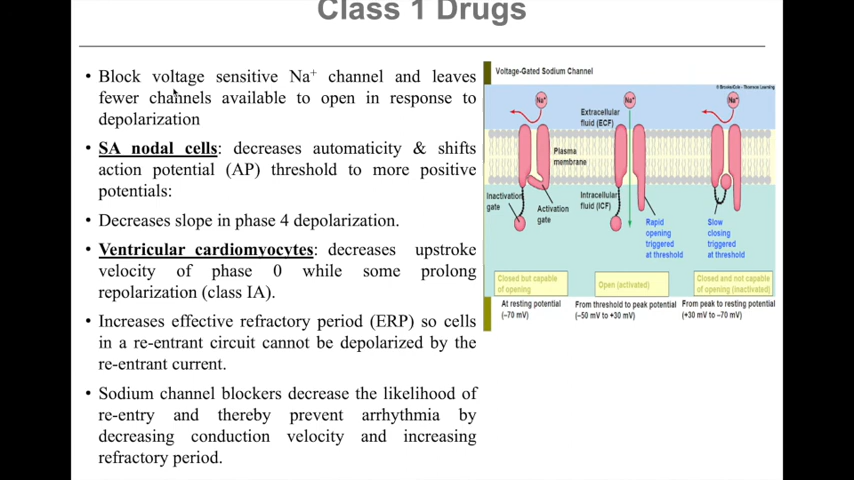 Class 1 Drugs
• Block voltage sensitive Na+ channel and leaves
fewer channels available to open in response to
depolarization
• SA nodal cells: decreases automaticity & shifts
action potential (AP) threshold to more positive
potentials:
• Decreases slope in phase 4 depolarization.
• Ventricular cardiomyocytes: decreases upstroke
velocity of phase 0 while some prolong
repolarization (class IA).
• Increases effective refractory period (ERP) so cells
in a re-entrant circuit cannot be depolarized by the
re-entrant current.
• Sodium channel blockers decrease the likelihood of
re-entry and thereby prevent arrhythmia by
decreasing conduction velocity and increasing
refractory period.
Voltage-Gated Sodium Channel
© Brooks/Cole - Thomson Learning
Na+
Na+
Na+
Extracellular
fluid (ECF)
Plasma
membrane
Inactivation
gate
Activation
gate
Intracellular
fluid (ICF)
Rapid
opening
triggered
at threshold
Slow
closing
triggered
at threshold
Closed but capable
of opening
Open (activated)
Closed and not capable
of opening (inactivated)
At resting potential
(–70 mV)
From threshold to peak potential
(–50 mV to +30 mV)
From peak to resting potential
(+30 mV to –70 mV)